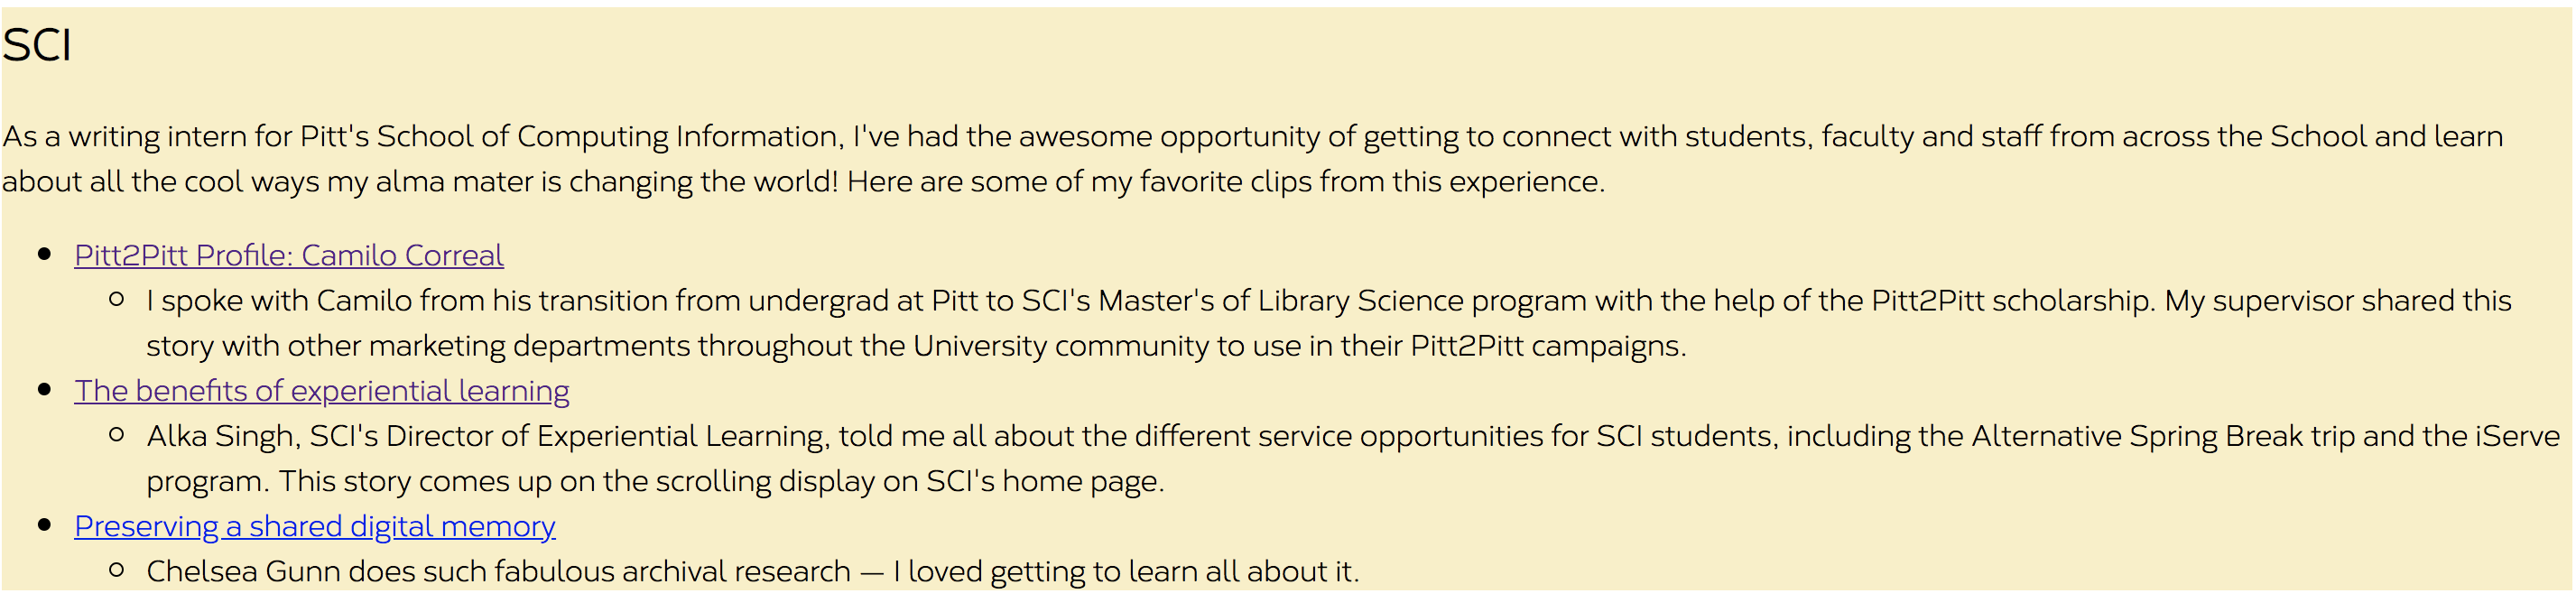 SCI
As a writing intern for Pitt's School of Computing Information, I've had the awesome opportunity of getting to connect with students, faculty and staff from across the School and learn
about all the cool ways my alma mater is changing the world! Here are some of my favorite clips from this experience.
Pitt2Pitt Profile: Camilo Correal
I spoke with Camilo from his transition from undergrad at Pitt to SCI's Master's of Library Science program with the help of the Pitt2Pitt scholarship. My supervisor shared this
story with other marketing departments throughout the University community to use in their Pitt2Pitt campaigns.
The benefits of experiential learning
Alka Singh, SCI's Director of Experiential Learning, told me all about the different service opportunities for SCI students, including the Alternative Spring Break trip and the iServe
program. This story comes up on the scrolling display on SCI's home page.
Preserving a shared digital memory
Chelsea Gunn does such fabulous archival research — I loved getting to learn all about it.